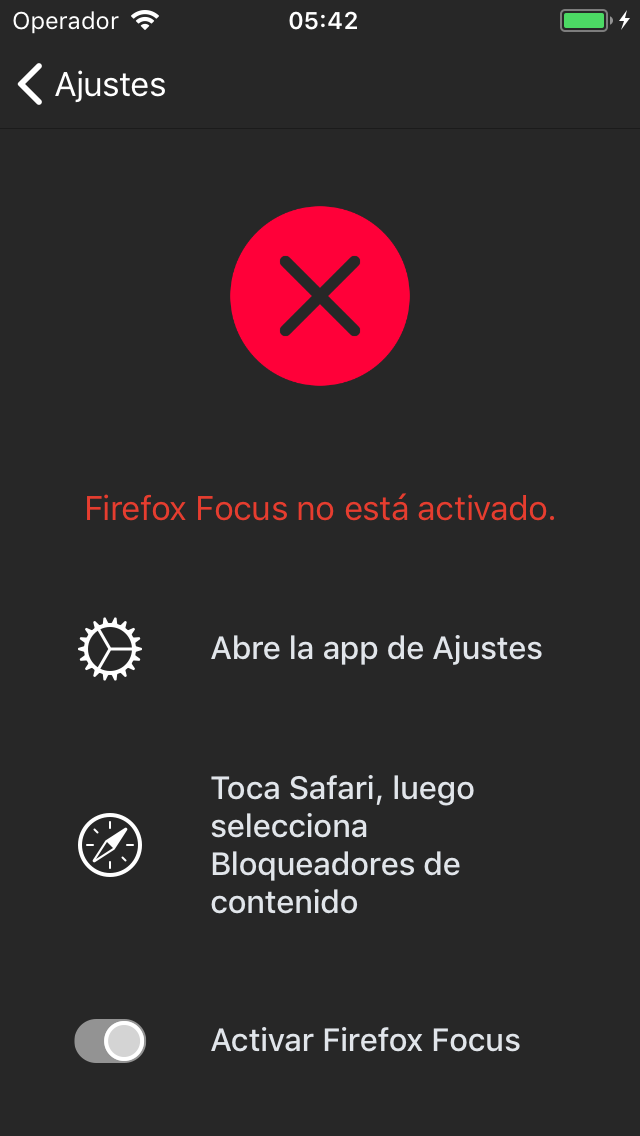 Operador
05:42
Ajustes
Firefox Focus no está activado.
Abre la app de Ajustes
Toca Safari, luego
selecciona
Bloqueadores de
contenido
Activar Firefox Focus